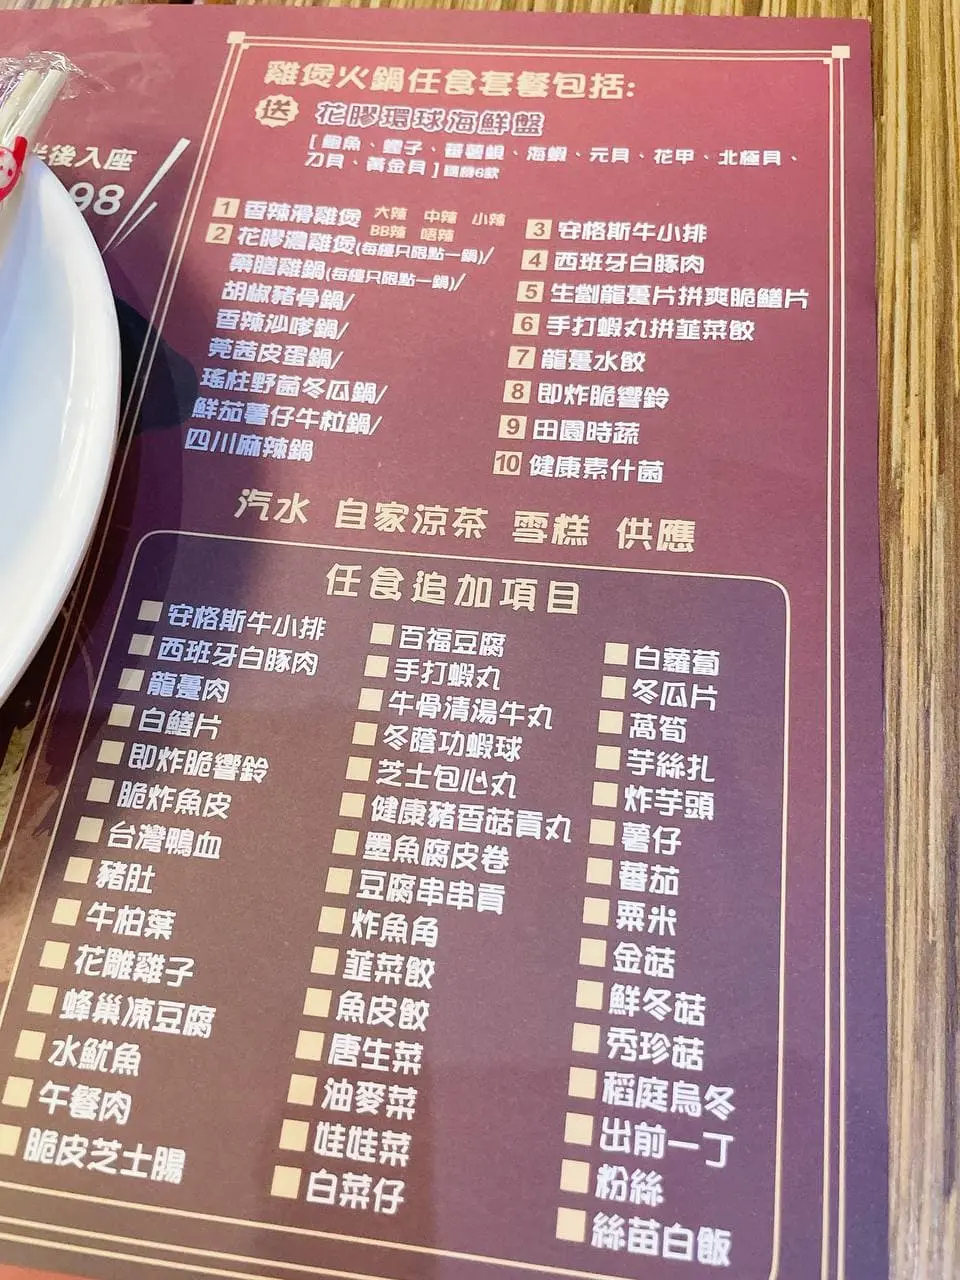 雞煲火鍋任食套餐包括:
送 花膠環球海鮮盤
[ 鮑魚、蟶子、蕃薯蜆、海蝦、元貝、花甲、北極貝、
刀貝、黃金貝 ] 隨機6款
半後入座
98
1 香辣滑雞煲 大辣 中辣 小辣
BB辣 唔辣
2 花膠濃雞煲(每檯只限點一鍋)/
藥膳雞鍋(每檯只限點一鍋)/
胡椒豬骨鍋/
香辣沙嗲鍋/
芫茜皮蛋鍋/
瑤柱野菌冬瓜鍋/
鮮茄薯仔牛粒鍋/
四川麻辣鍋
3 安格斯牛小排
4 西班牙白豚肉
5 生劏龍躉片拼爽脆鱔片
6 手打蝦丸拼韮菜餃
7 龍躉水餃
8 即炸脆響鈴
9 田園時蔬
10 健康素什菌
汽水 自家涼茶 雪糕 供應
任食追加項目
安格斯牛小排
西班牙白豚肉
龍躉肉
白鱔片
即炸脆響鈴
脆炸魚皮
台灣鴨血
豬肚
牛柏葉
花雕雞子
蜂巢凍豆腐
水魷魚
午餐肉
脆皮芝士腸
百福豆腐
手打蝦丸
牛骨清湯牛丸
冬蔭功蝦球
芝士包心丸
健康豬香菇貢丸
墨魚腐皮卷
豆腐串串貢
炸魚角
韮菜餃
魚皮餃
唐生菜
油麥菜
娃娃菜
白菜仔
白蘿蔔
冬瓜片
萵筍
芋絲扎
炸芋頭
薯仔
蕃茄
粟米
金菇
鮮冬菇
秀珍菇
稻庭烏冬
出前一丁
粉絲
絲苗白飯